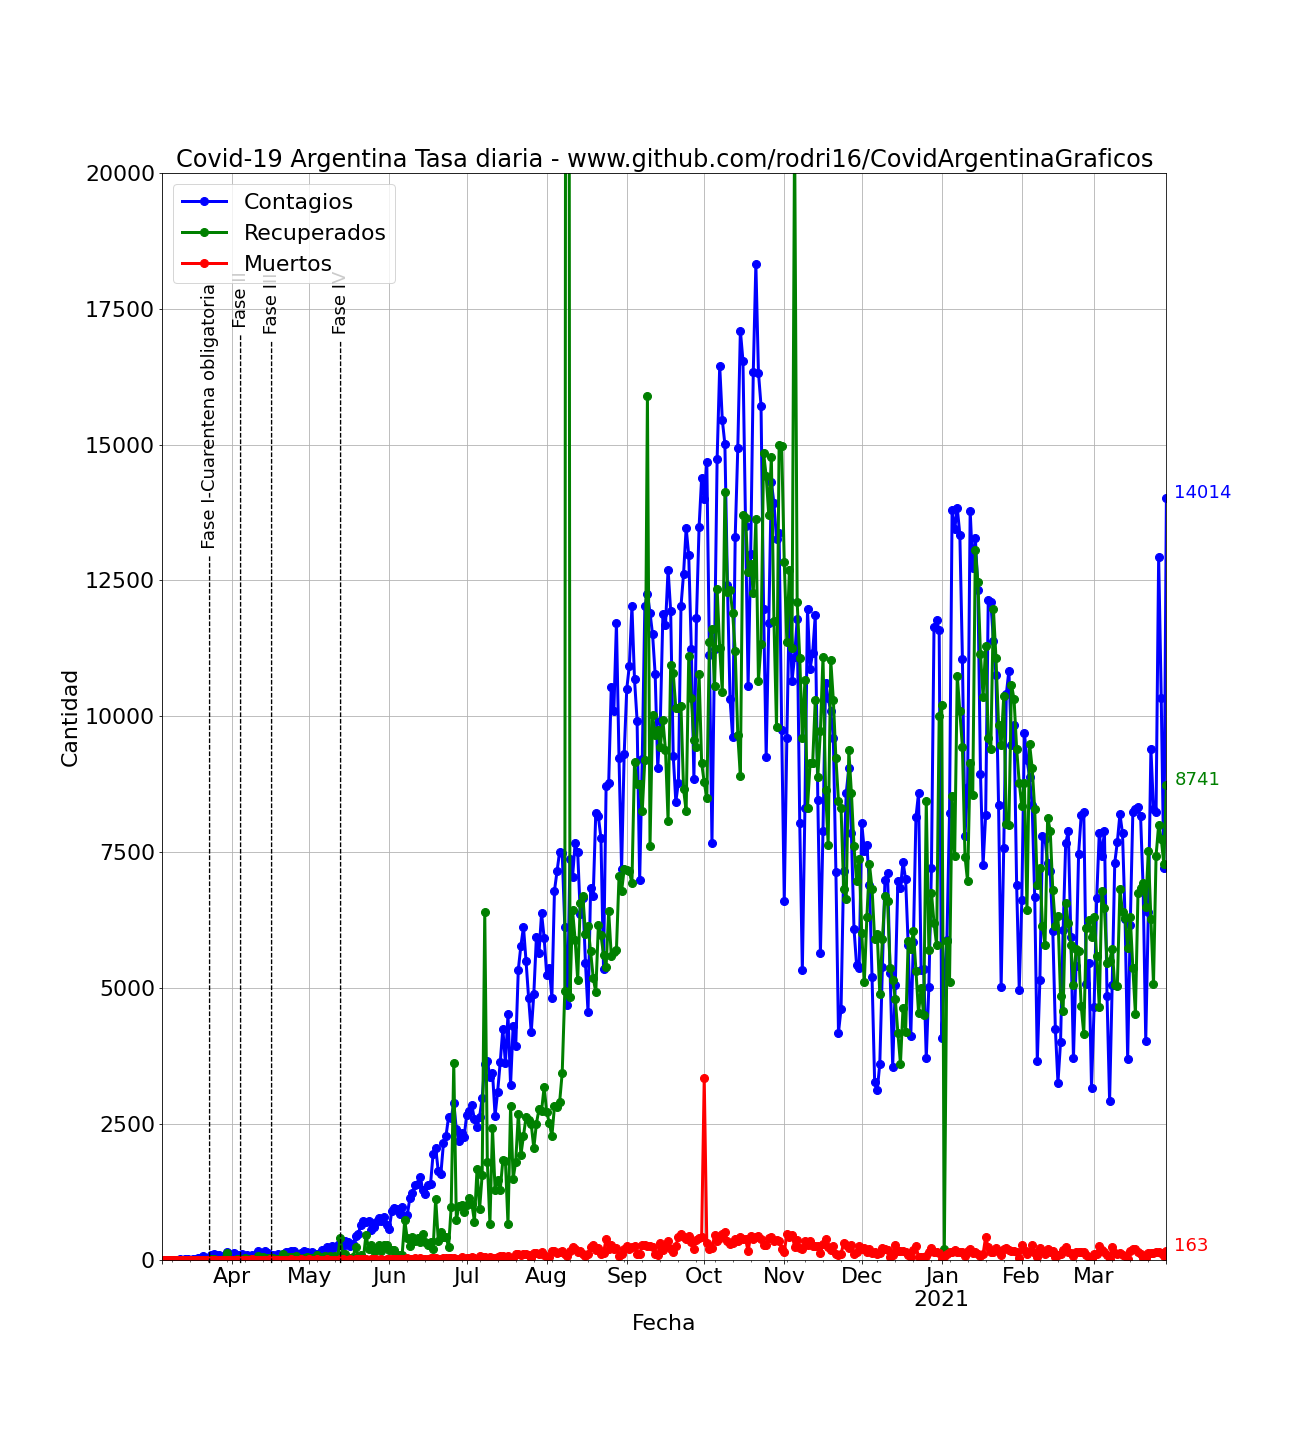 Covid-19 Argentina Tasa diaria - www.github.com/rodri16/CovidArgentinaGraficos
20000
17500
15000
12500
10000
7500
5000
2500
0
Cantidad
Contagios
Recuperados
Muertos
Fase I-Cuarentena obligatoria
Fase II
Fase III
Fase IV
14014
8741
163
Apr May Jun Jul Aug Sep Oct Nov Dec Jan Feb Mar
2021
Fecha